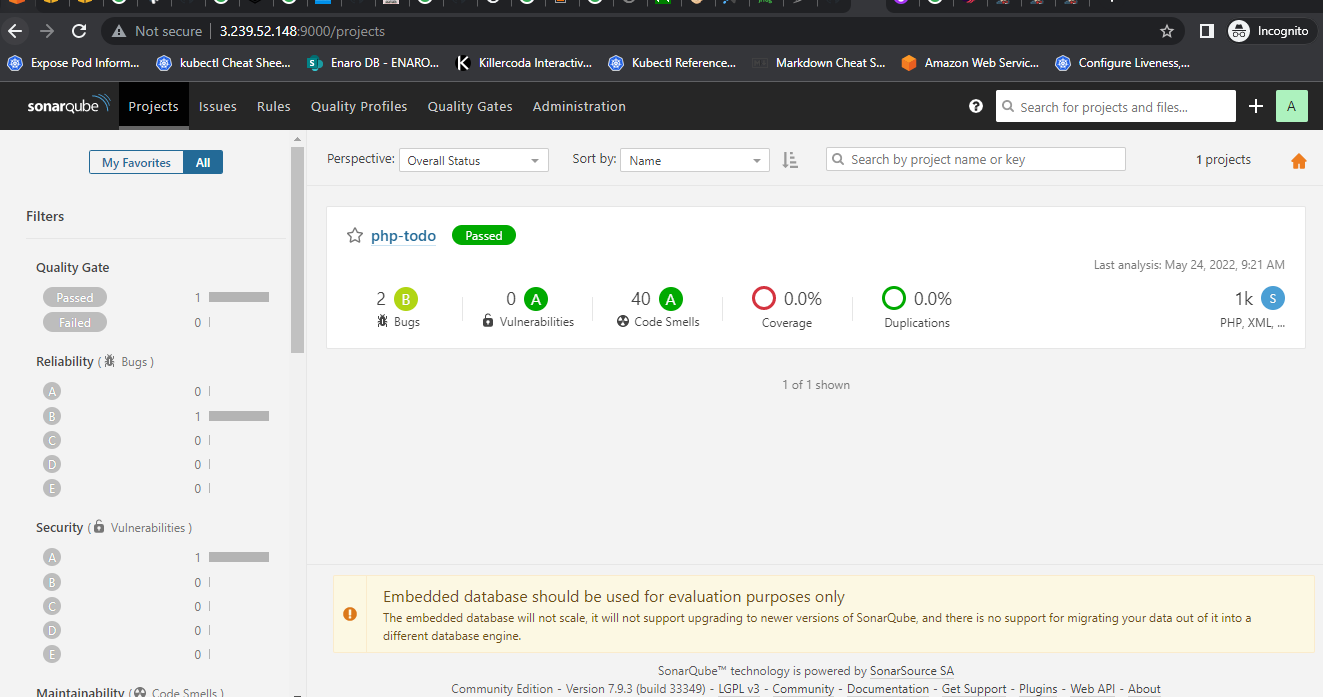 Not secure 3.239.52.148:9000/projects Incognito
Expose Pod Inform... kubectl Cheat Shee... Enaro DB - ENARO... Killercoda Interactiv... Kubectl Reference... Markdown Cheat S... Amazon Web Servic... Configure Liveness,...
sonarqube Projects Issues Rules Quality Profiles Quality Gates Administration Search for projects and files... A
My Favorites All
Perspective: Overall Status Sort by: Name Search by project name or key 1 projects
Filters
Quality Gate
Passed 1
Failed 0
Reliability ( Bugs )
A 0
B 1
C 0
D 0
E 0
Security ( Vulnerabilities )
A 1
B 0
C 0
D 0
E 0
Maintainability ( Code Smells )
php-todo Passed
Last analysis: May 24, 2022, 9:21 AM
2 B 0 A 40 A 0.0% 0.0% 1k S
Bugs Vulnerabilities Code Smells Coverage Duplications PHP, XML, ...
1 of 1 shown
Embedded database should be used for evaluation purposes only
The embedded database will not scale, it will not support upgrading to newer versions of SonarQube, and there is no support for migrating your data out of it into a
different database engine.
SonarQube™ technology is powered by SonarSource SA
Community Edition - Version 7.9.3 (build 33349) - LGPL v3 - Community - Documentation - Get Support - Plugins - Web API - About